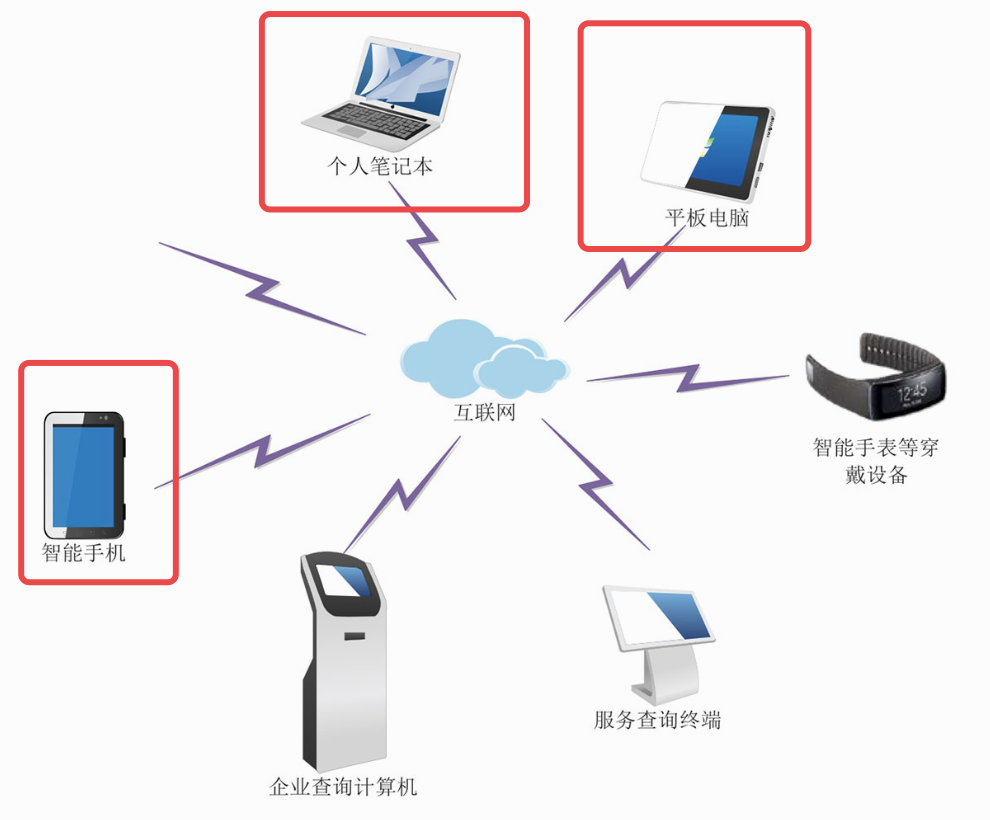 个人笔记本
平板电脑
互联网
12:45
智能手表等穿
戴设备
智能手机
服务查询终端
企业查询计算机